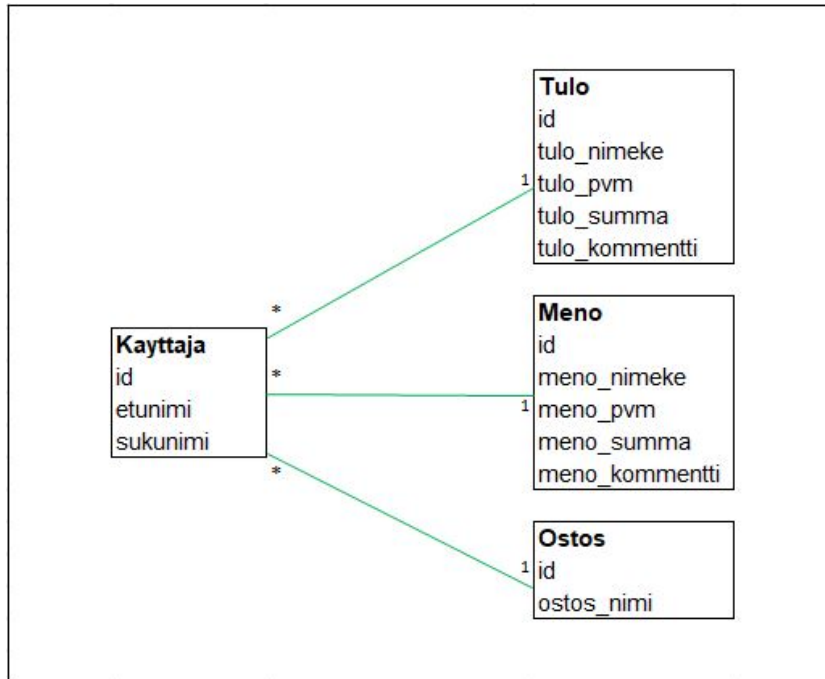 Tulo
id
tulo_nimeke
1
tulo_pvm
tulo_summa
tulo_kommentti
*
Kayttaja
id
etunimi
sukunimi
*
*
Meno
id
meno_nimeke
1
meno_pvm
meno_summa
meno_kommentti
Ostos
1
id
ostos_nimi